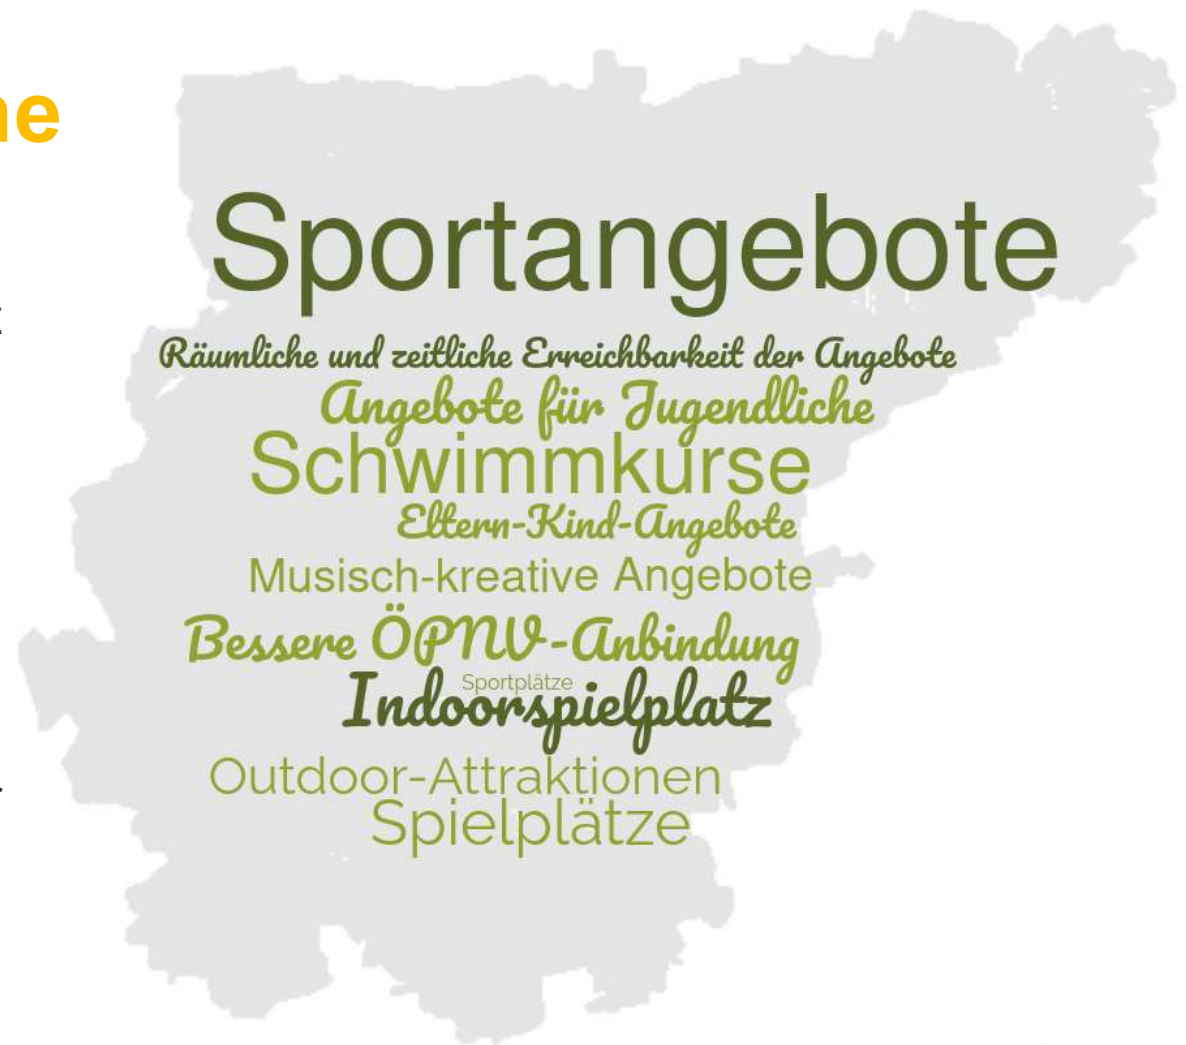 ne
Sportangebote
Räumliche und zeitliche Erreichbarkeit der Angebote
Angebote für Jugendliche
Schwimmkurse
Eltern-Kind-Angebote
Musisch-kreative Angebote
Bessere ÖPNV-Anbindung
Sportplätze
Indoorspielplatz
Outdoor-Attraktionen
Spielplätze